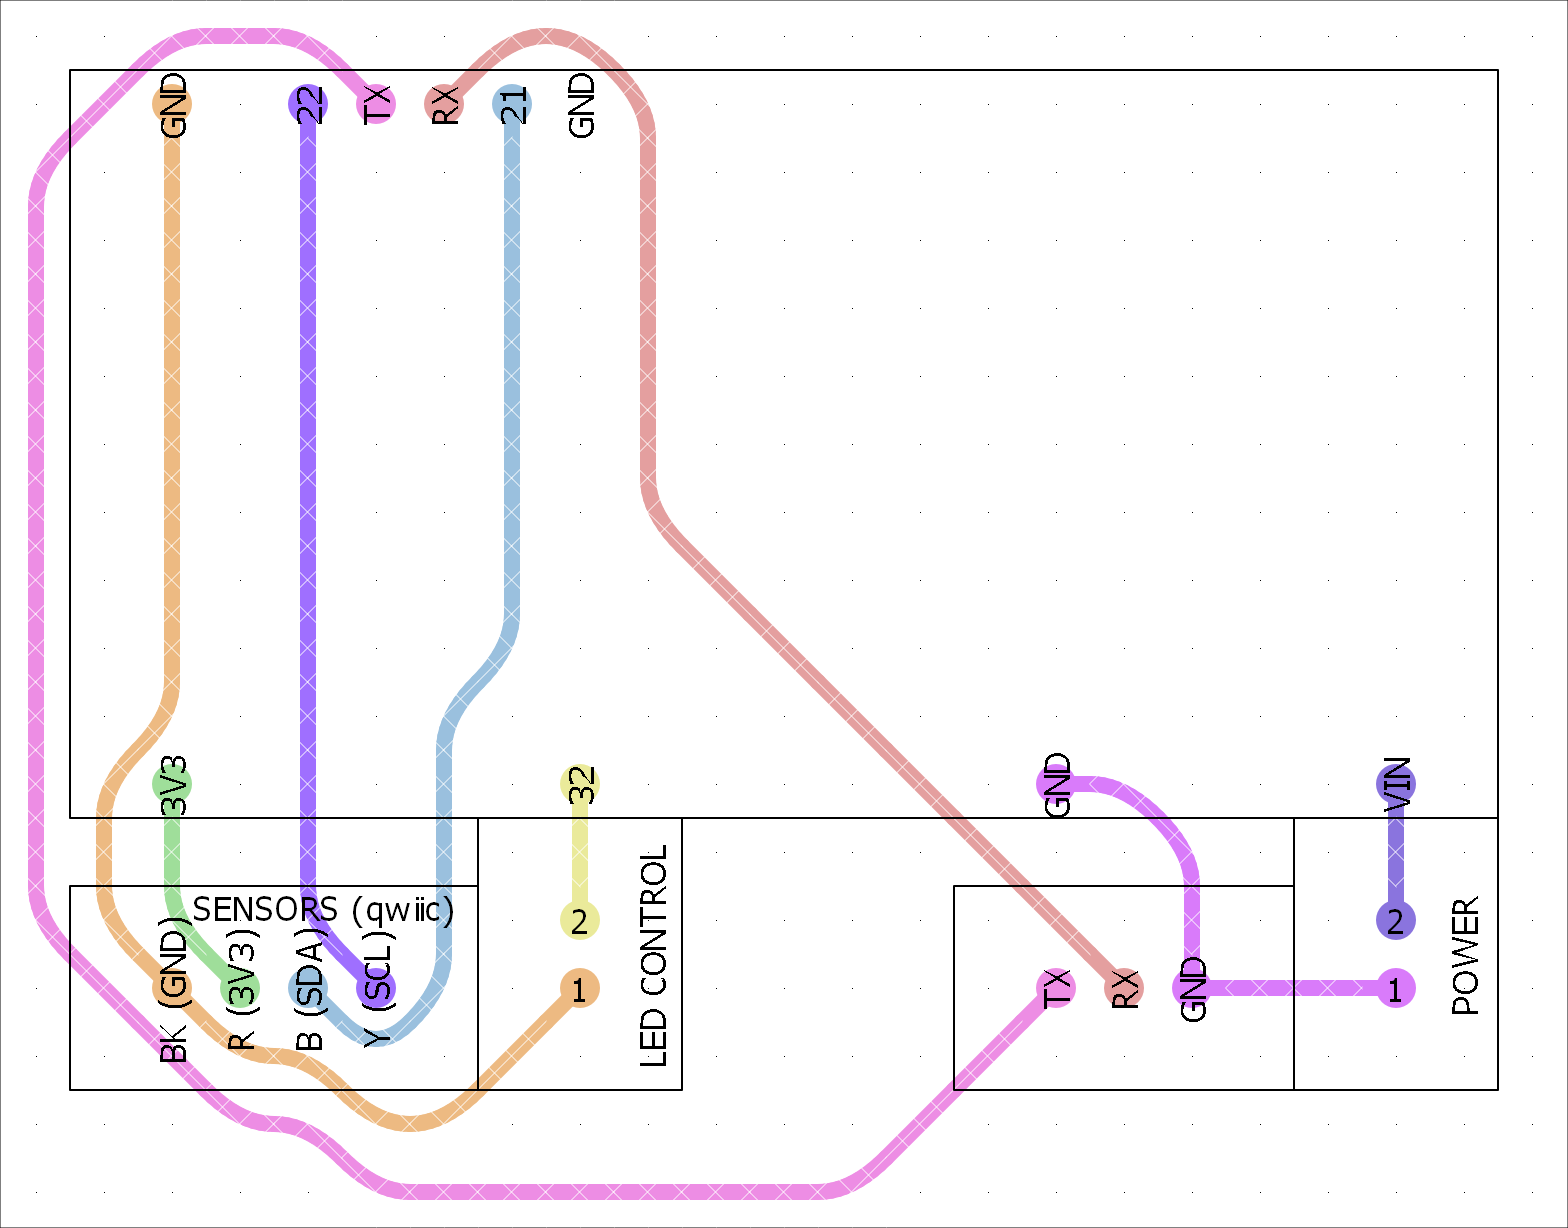 GND
22
TX
RX
21
GND
3V3
32
GND
VIN
SENSORS (qwiic)
BK (GND)
R (3V3)
B (SDA)
Y (SCL)
2
1
LED CONTROL
TX
RX
GND
2
1
POWER